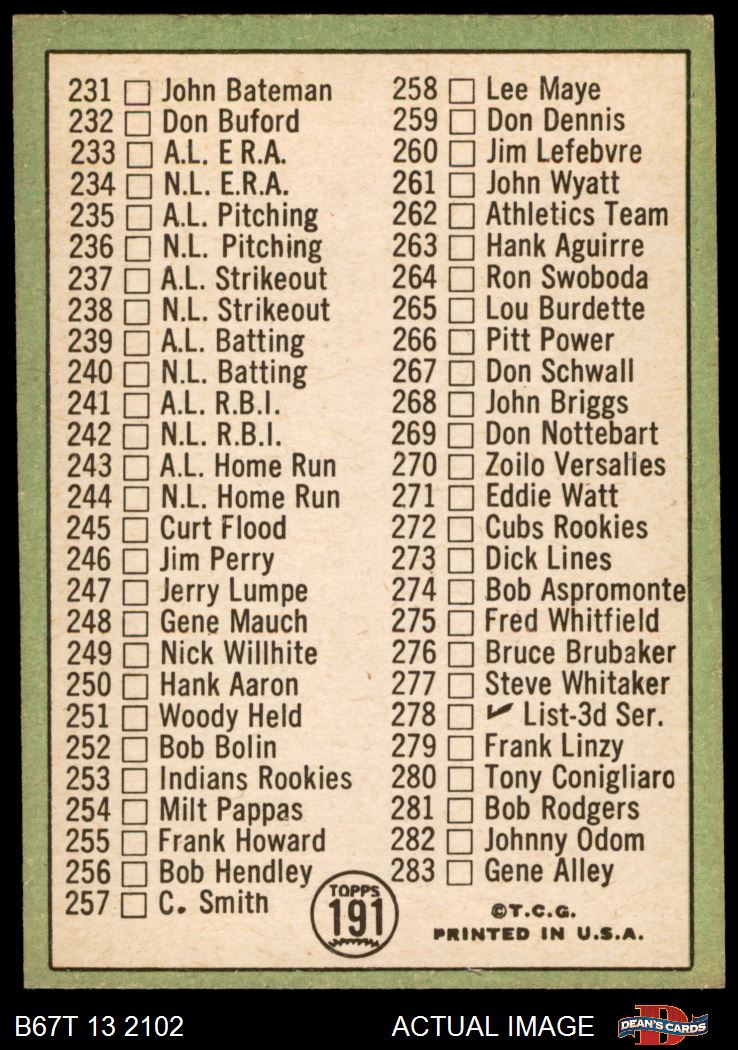 231 John Bateman
232 Don Buford
233 A.L. E R.A.
234 N.L. E.R.A.
235 A.L. Pitching
236 N.L. Pitching
237 A.L. Strikeout
238 N.L. Strikeout
239 A.L. Batting
240 N.L. Batting
241 A.L. R.B.I.
242 N.L. R.B.I.
243 A.L. Home Run
244 N.L. Home Run
245 Curt Flood
246 Jim Perry
247 Jerry Lumpe
248 Gene Mauch
249 Nick Willhite
250 Hank Aaron
251 Woody Held
252 Bob Bolin
253 Indians Rookies
254 Milt Pappas
255 Frank Howard
256 Bob Hendley
257 C. Smith
258 Lee Maye
259 Don Dennis
260 Jim Lefebvre
261 John Wyatt
262 Athletics Team
263 Hank Aguirre
264 Ron Swoboda
265 Lou Burdette
266 Pitt Power
267 Don Schwall
268 John Briggs
269 Don Nottebart
270 Zoilo Versalles
271 Eddie Watt
272 Cubs Rookies
273 Dick Lines
274 Bob Aspromonte
275 Fred Whitfield
276 Bruce Brubaker
277 Steve Whitaker
278 ✓ List-3d Ser.
279 Frank Linzy
280 Tony Conigliaro
281 Bob Rodgers
282 Johnny Odom
283 Gene Alley
TOPPS
191
©T.C.G.
PRINTED IN U.S.A.
B67T 13 2102
ACTUAL IMAGE
D
DEAN'S CARDS